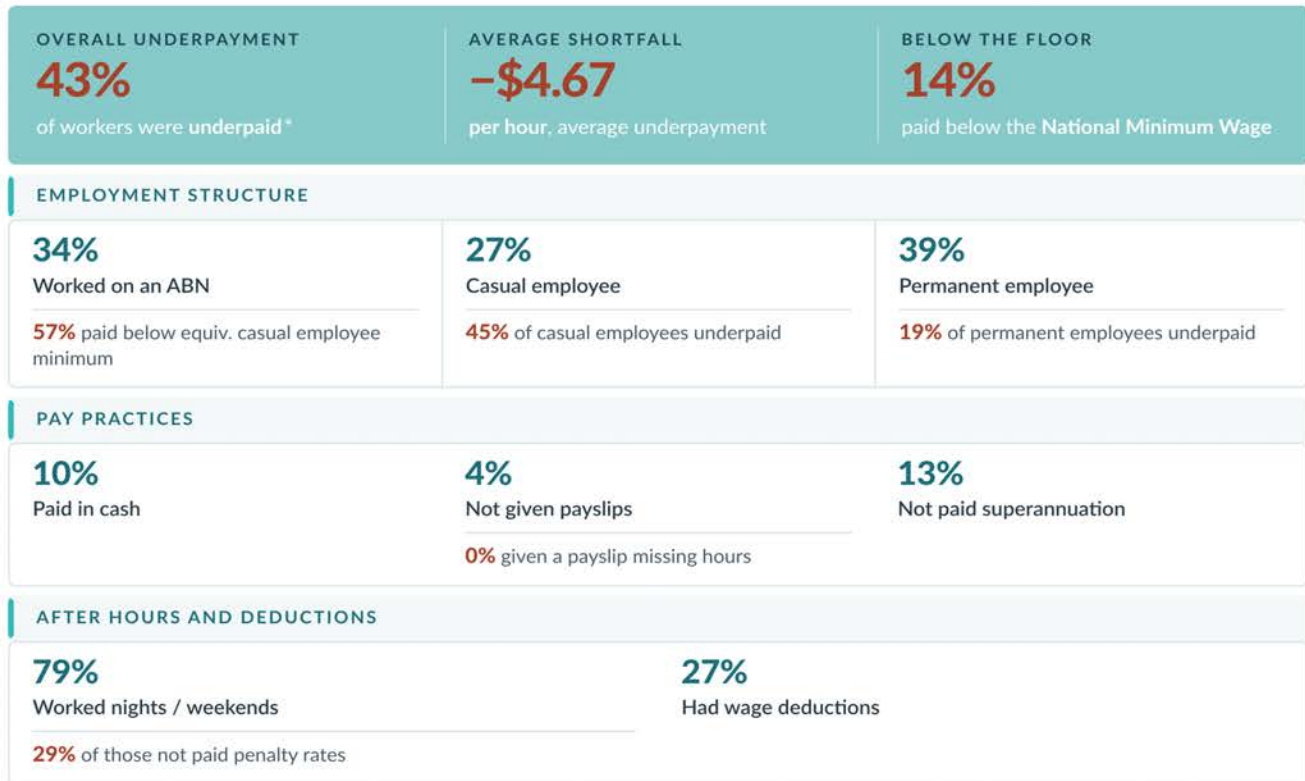 OVERALL UNDERPAYMENT
43%
of workers were underpaid*
AVERAGE SHORTFALL
−$4.67
per hour, average underpayment
BELOW THE FLOOR
14%
paid below the National Minimum Wage
EMPLOYMENT STRUCTURE
34%
Worked on an ABN
57% paid below equiv. casual employee
minimum
27%
Casual employee
45% of casual employees underpaid
39%
Permanent employee
19% of permanent employees underpaid
PAY PRACTICES
10%
Paid in cash
4%
Not given payslips
0% given a payslip missing hours
13%
Not paid superannuation
AFTER HOURS AND DEDUCTIONS
79%
Worked nights / weekends
29% of those not paid penalty rates
27%
Had wage deductions